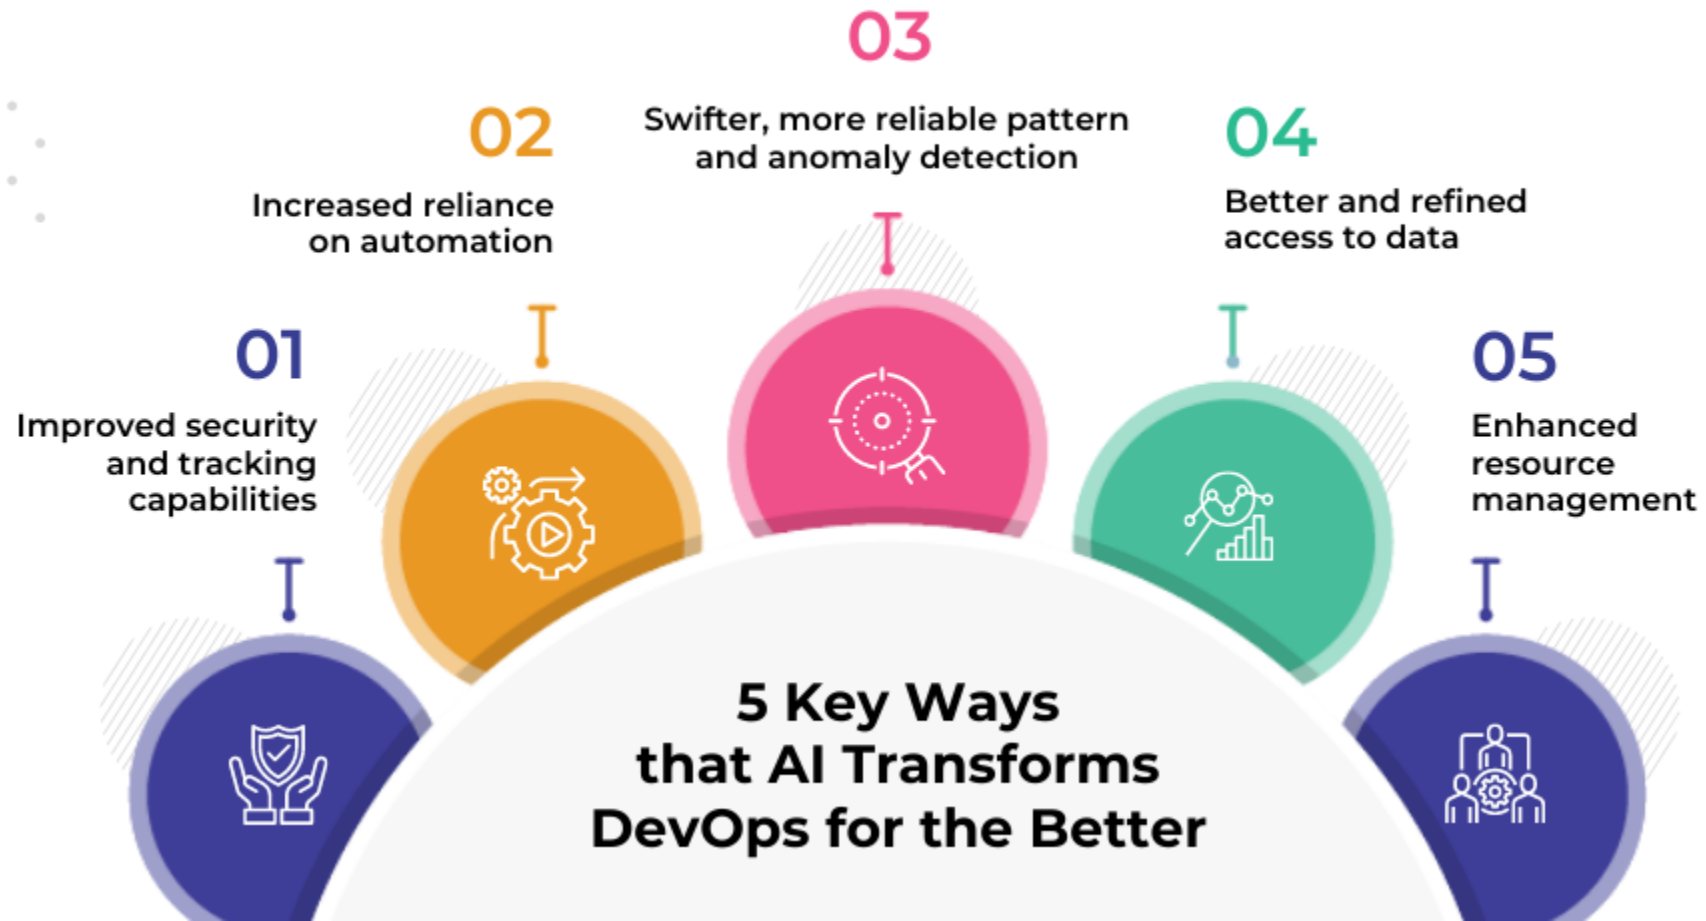 01
Improved security
and tracking
capabilities
02
Increased reliance
on automation
03
Swifter, more reliable pattern
and anomaly detection
04
Better and refined
access to data
05
Enhanced
resource
management
5 Key Ways
that AI Transforms
DevOps for the Better